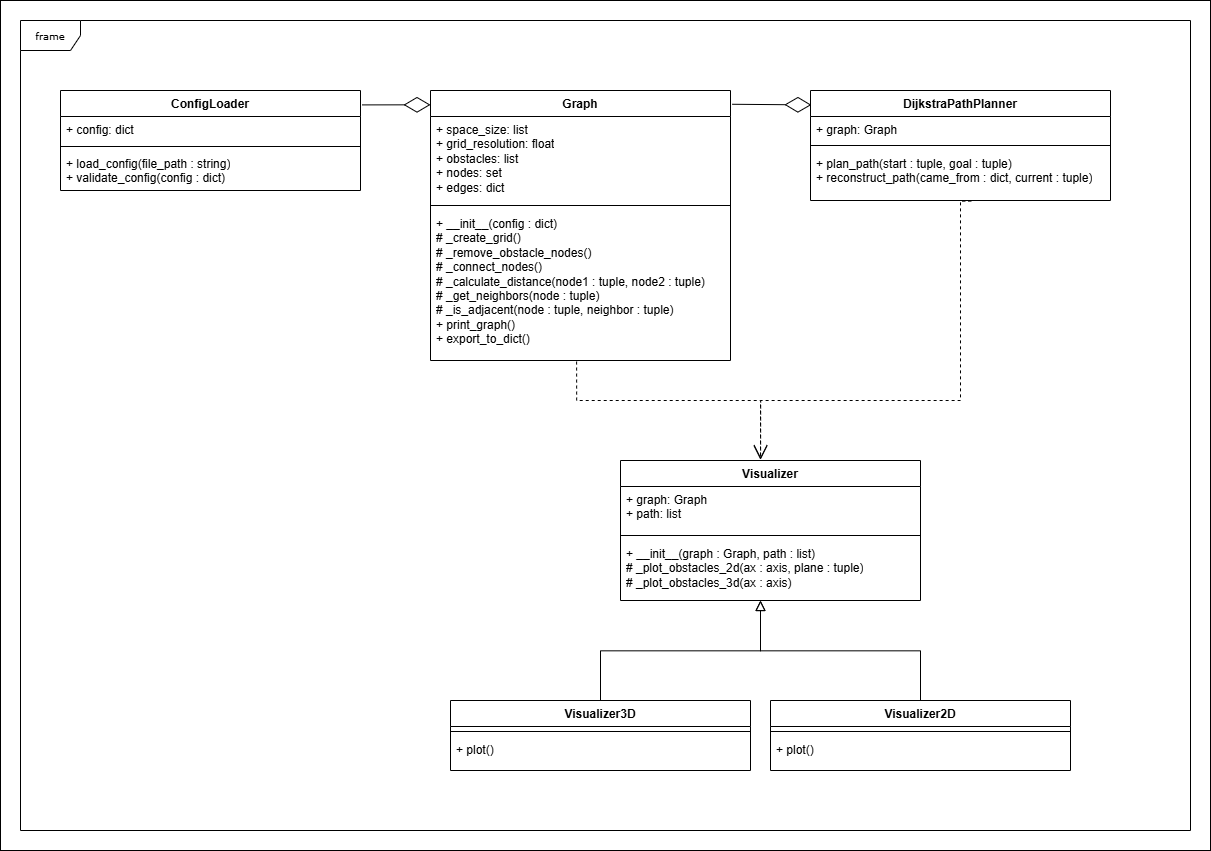 frame
ConfigLoader
+ config: dict
+ load_config(file_path : string)
+ validate_config(config : dict)
Graph
+ space_size: list
+ grid_resolution: float
+ obstacles: list
+ nodes: set
+ edges: dict
+ __init__(config : dict)
# _create_grid()
# _remove_obstacle_nodes()
# _connect_nodes()
# _calculate_distance(node1 : tuple, node2 : tuple)
# _get_neighbors(node : tuple)
# _is_adjacent(node : tuple, neighbor : tuple)
+ print_graph()
+ export_to_dict()
DijkstraPathPlanner
+ graph: Graph
+ plan_path(start : tuple, goal : tuple)
+ reconstruct_path(came_from : dict, current : tuple)
Visualizer
+ graph: Graph
+ path: list
+ __init__(graph : Graph, path : list)
# _plot_obstacles_2d(ax : axis, plane : tuple)
# _plot_obstacles_3d(ax : axis)
Visualizer3D
+ plot()
Visualizer2D
+ plot()